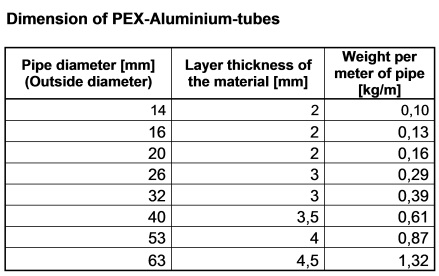 Dimension of PEX-Aluminium-tubes
Pipe diameter [mm] (Outside diameter) Layer thickness of the material [mm] Weight per meter of pipe [kg/m]
14 2 0,10
16 2 0,13
20 2 0,16
26 3 0,29
32 3 0,39
40 3,5 0,61
53 4 0,87
63 4,5 1,32